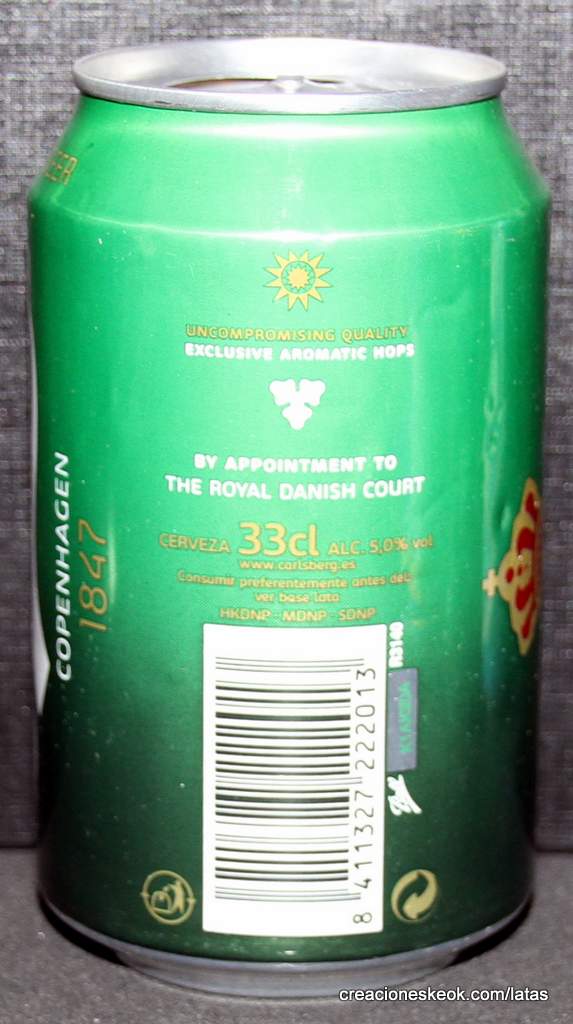 BEER
UNCOMPROMISING QUALITY
EXCLUSIVE AROMATIC HOPS
BY APPOINTMENT TO
THE ROYAL DANISH COURT
CERVEZA 33cl ALC. 5,0% vol
www.carlsberg.es
Consumir preferentemente antes del:
ver base lata
HKDNP - MDNP - SDNP
COPENHAGEN
1847
8 411327 222013
R3140
creacioneskeok.com/latas